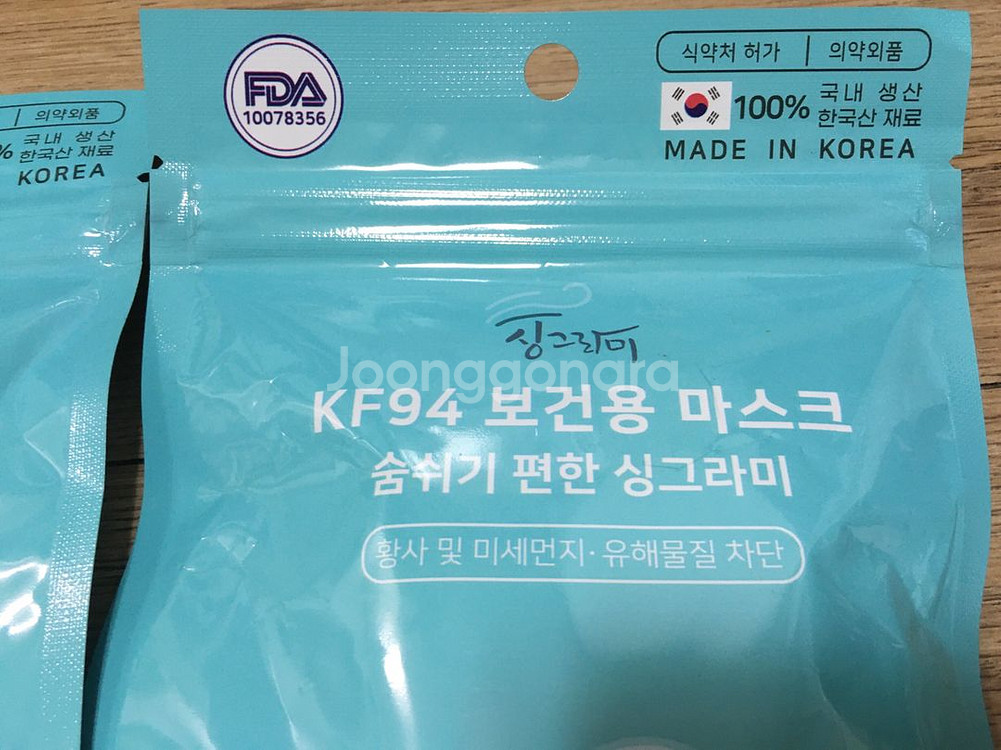 FDA
10078356
식약처 허가 | 의약외품
100% 국내 생산
한국산 재료
MADE IN KOREA
의약외품
% 국내 생산
한국산 재료
KOREA
싱그라미
Joonggonara
KF94 보건용 마스크
숨쉬기 편한 싱그라미
황사 및 미세먼지·유해물질 차단